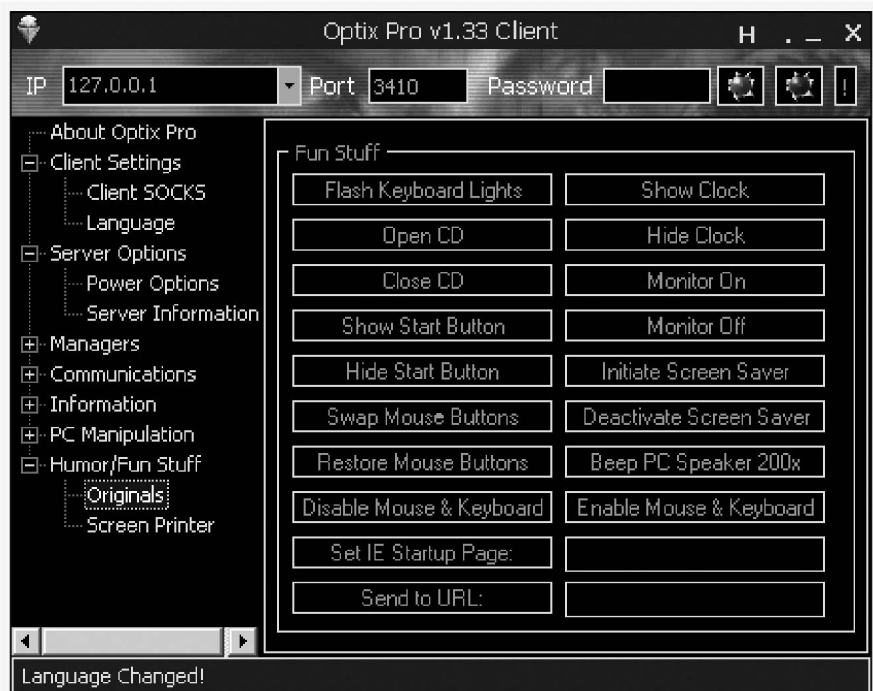 Optix Pro v1.33 Client
H . _ X
IP 127.0.0.1 Port 3410 Password !
About Optix Pro
Client Settings
Client SOCKS
Language
Server Options
Power Options
Server Information
Managers
Communications
Information
PC Manipulation
Humor/Fun Stuff
Originals
Screen Printer
Fun Stuff
Flash Keyboard Lights Show Clock
Open CD Hide Clock
Close CD Monitor On
Show Start Button Monitor Off
Hide Start Button Initiate Screen Saver
Swap Mouse Buttons Deactivate Screen Saver
Restore Mouse Buttons Beep PC Speaker 200x
Disable Mouse & Keyboard Enable Mouse & Keyboard
Set IE Startup Page:
Send to URL:
Language Changed!